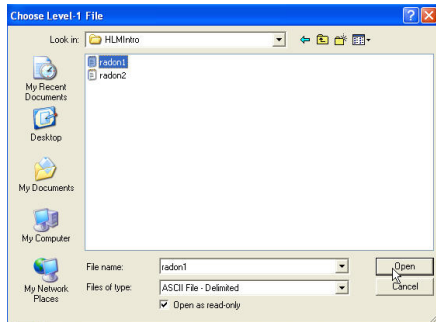 Choose Level-1 File
Look in: HLMIntro
radon1
radon2
My Recent
Documents
Desktop
My Documents
My Computer
My Network
Places
File name: radon1
Open
Files of type: ASCII File - Delimited
Cancel
Open as read-only